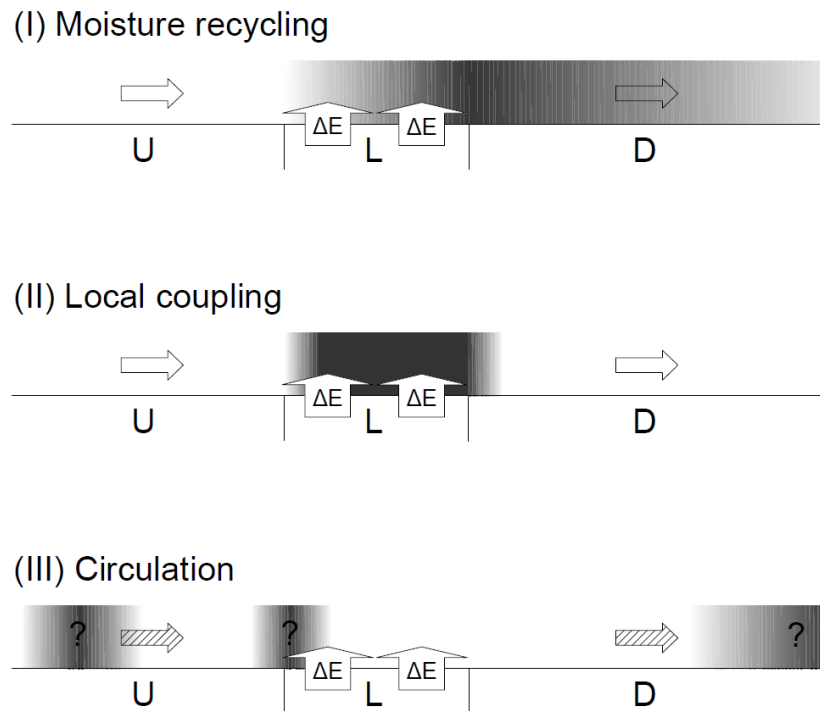 (I) Moisture recycling
ΔE ΔE
U L D
(II) Local coupling
ΔE ΔE
U L D
(III) Circulation
? ? ?
ΔE ΔE
U L D